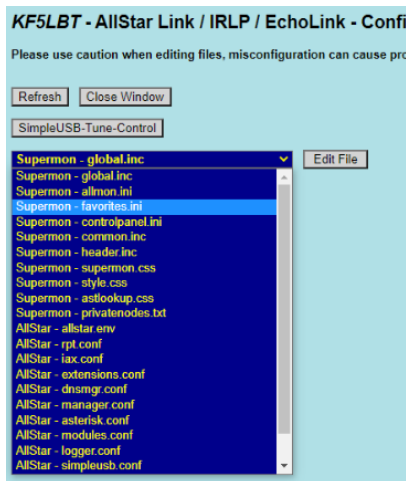 KF5LBT - AllStar Link / IRLP / EchoLink - Confi
Please use caution when editing files, misconfiguration can cause pro
Refresh Close Window
SimpleUSB-Tune-Control
Supermon - global.inc Edit File
Supermon - global.inc
Supermon - allmon.ini
Supermon - favorites.ini
Supermon - controlpanel.ini
Supermon - common.inc
Supermon - header.inc
Supermon - supermon.css
Supermon - style.css
Supermon - astlookup.css
Supermon - privatenodes.txt
AllStar - allstar.env
AllStar - rpt.conf
AllStar - iax.conf
AllStar - extensions.conf
AllStar - dnsmgr.conf
AllStar - manager.conf
AllStar - asterisk.conf
AllStar - modules.conf
AllStar - logger.conf
AllStar - simpleusb.conf